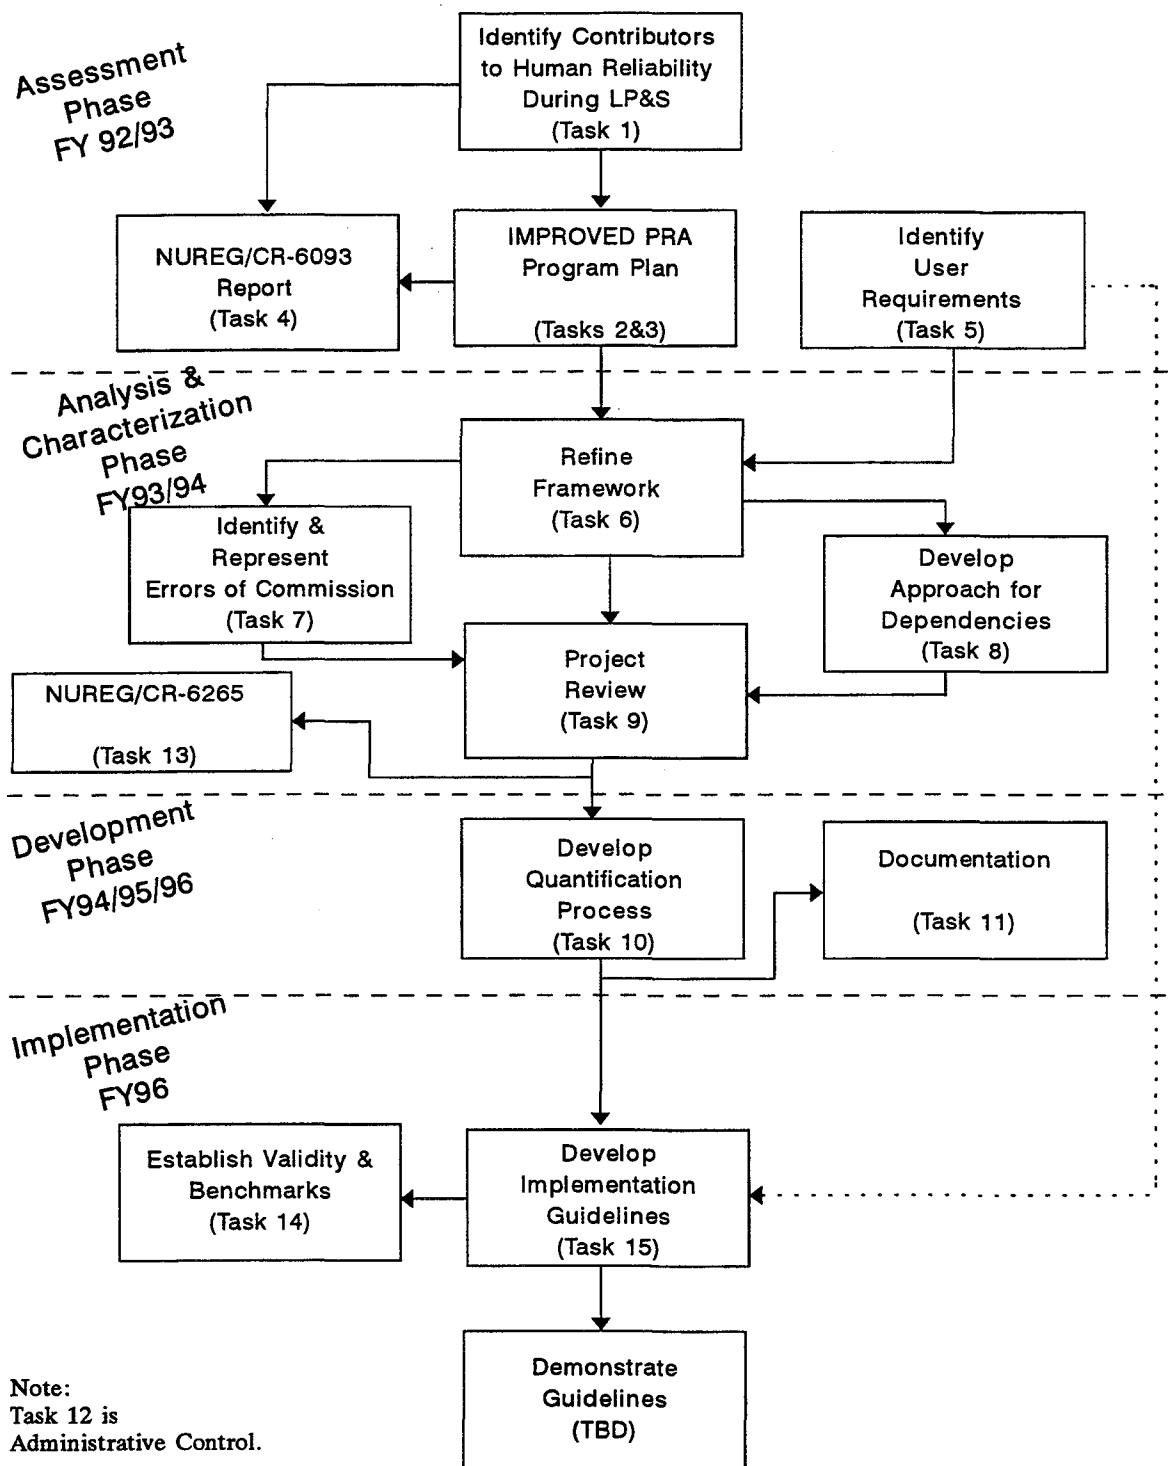 Assessment
Phase
FY 92/93
Identify Contributors
to Human Reliability
During LP&S
(Task 1)
NUREG/CR-6093
Report
(Task 4)
IMPROVED PRA
Program Plan
(Tasks 2&3)
Identify
User
Requirements
(Task 5)
Analysis &
Characterization
Phase
FY93/94
Refine
Framework
(Task 6)
Identify &
Represent
Errors of Commission
(Task 7)
Develop
Approach for
Dependencies
(Task 8)
Project
Review
(Task 9)
NUREG/CR-6265
(Task 13)
Development
Phase
FY94/95/96
Develop
Quantification
Process
(Task 10)
Documentation
(Task 11)
Implementation
Phase
FY96
Establish Validity &
Benchmarks
(Task 14)
Develop
Implementation
Guidelines
(Task 15)
Demonstrate
Guidelines
(TBD)
Note:
Task 12 is
Administrative Control.